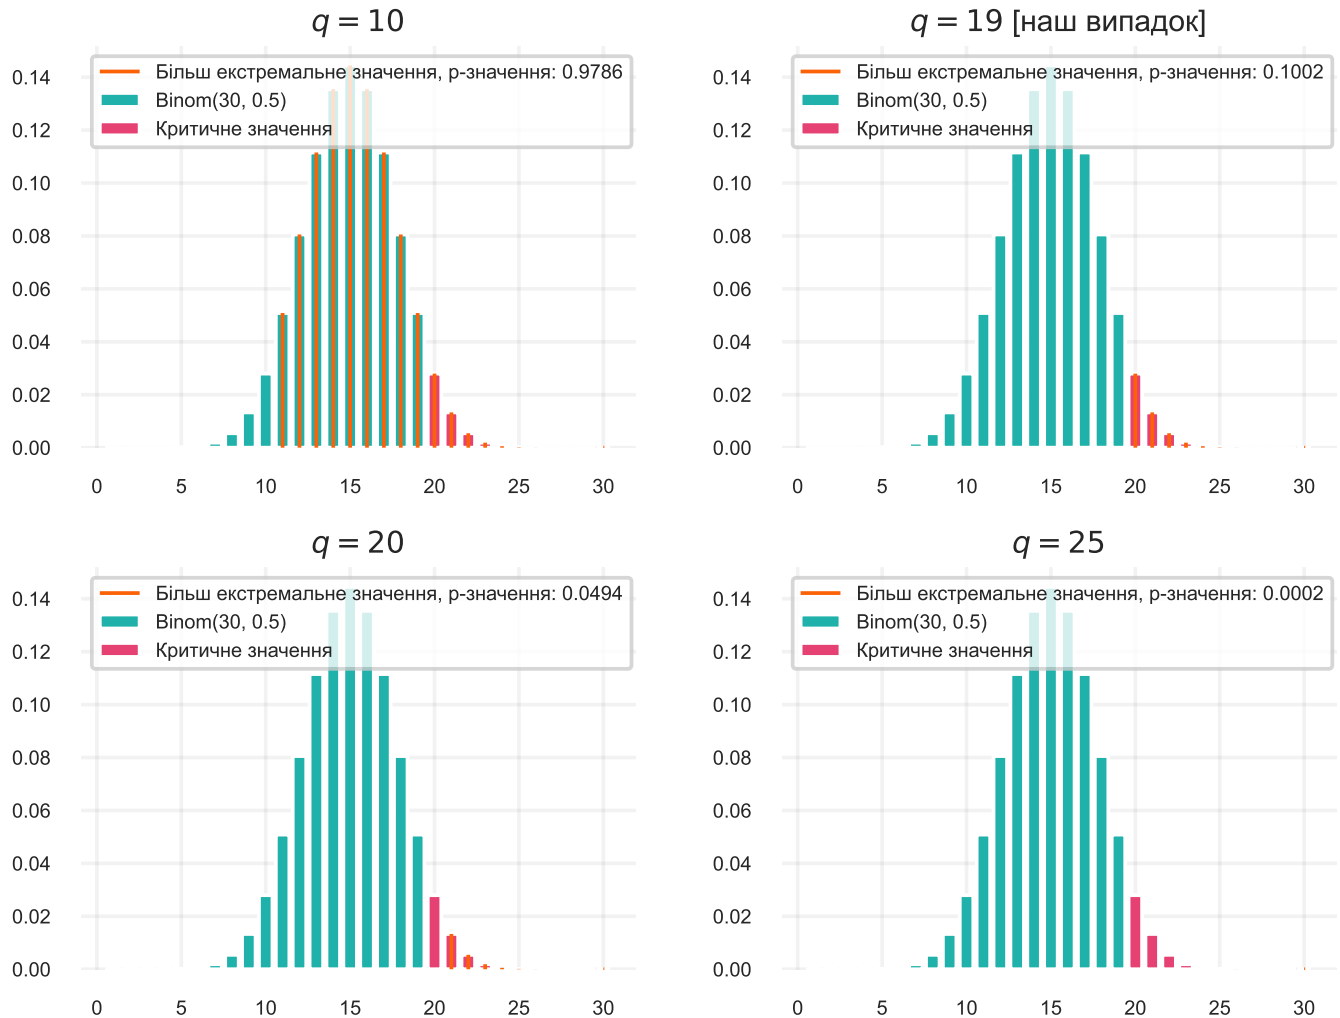 q = 10
Більш екстремальне значення, p-значення: 0.9786
Binom(30, 0.5)
Критичне значення
0.14
0.12
0.10
0.08
0.06
0.04
0.02
0.00
0 5 10 15 20 25 30
q = 19 [наш випадок]
Більш екстремальне значення, p-значення: 0.1002
Binom(30, 0.5)
Критичне значення
0.14
0.12
0.10
0.08
0.06
0.04
0.02
0.00
0 5 10 15 20 25 30
q = 20
Більш екстремальне значення, p-значення: 0.0494
Binom(30, 0.5)
Критичне значення
0.14
0.12
0.10
0.08
0.06
0.04
0.02
0.00
0 5 10 15 20 25 30
q = 25
Більш екстремальне значення, p-значення: 0.0002
Binom(30, 0.5)
Критичне значення
0.14
0.12
0.10
0.08
0.06
0.04
0.02
0.00
0 5 10 15 20 25 30